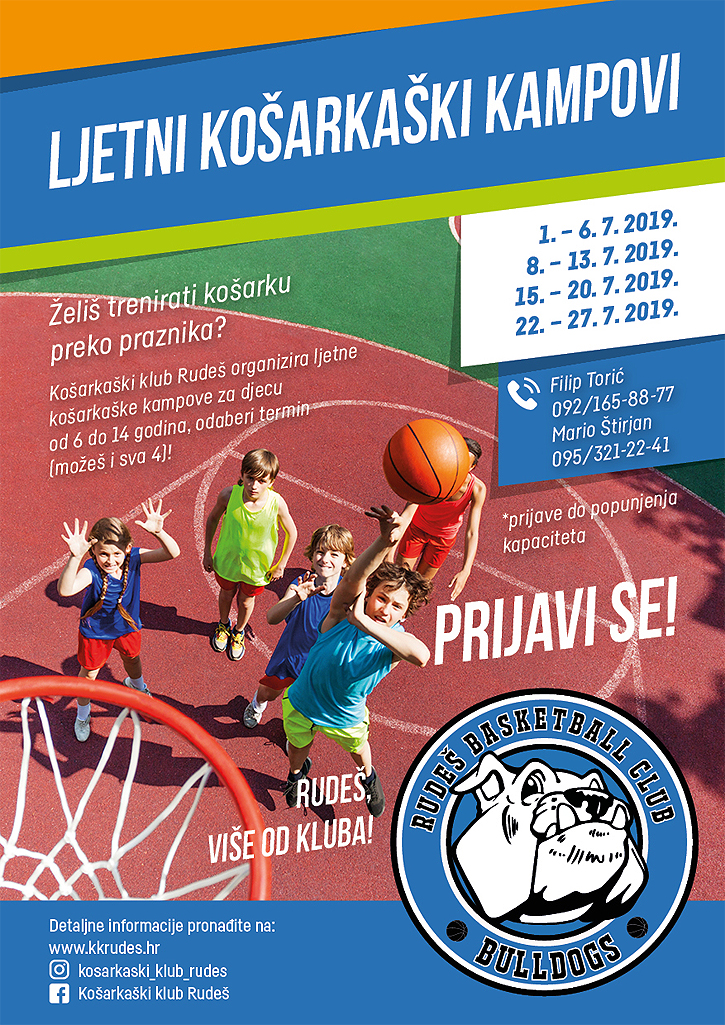 LJETNI KOŠARKAŠKI KAMPOVI
1. – 6. 7. 2019.
8. – 13. 7. 2019.
15. – 20. 7. 2019.
22. – 27. 7. 2019.
Želiš trenirati košarku
preko praznika?
Košarkaški klub Rudeš organizira ljetne
košarkaške kampove za djecu
od 6 do 14 godina, odaberi termin
(možeš i sva 4)!
Filip Torić
092/165-88-77
Mario Štirjan
095/321-22-41
*prijave do popunjenja
kapaciteta
PRIJAVI SE!
RUDEŠ,
VIŠE OD KLUBA!
RUDEŠ BASKETBALL CLUB
BULLDOGS
Detaljne informacije pronađite na:
www.kkrudes.hr
kosarkaski_klub_rudes
Košarkaški klub Rudeš